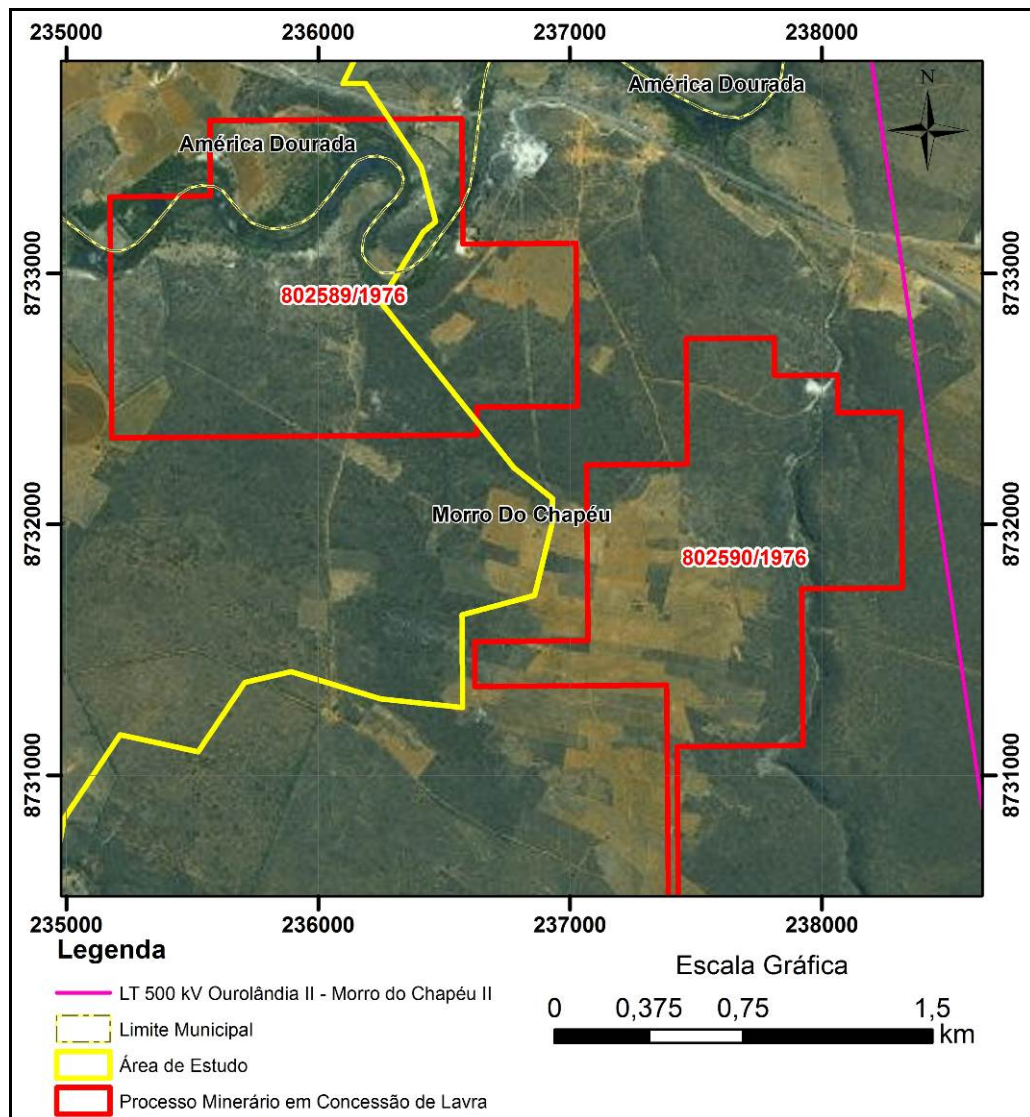 235000 236000 237000 238000
N
América Dourada
América Dourada
8733000 8733000
802589/1976
8732000 8732000
Morro Do Chapéu
802590/1976
8731000 8731000
235000 236000 237000 238000
Legenda
LT 500 kV Ourolândia II - Morro do Chapéu II
Limite Municipal
Área de Estudo
Processo Minerário em Concessão de Lavra
Escala Gráfica
0 0,375 0,75 1,5
km